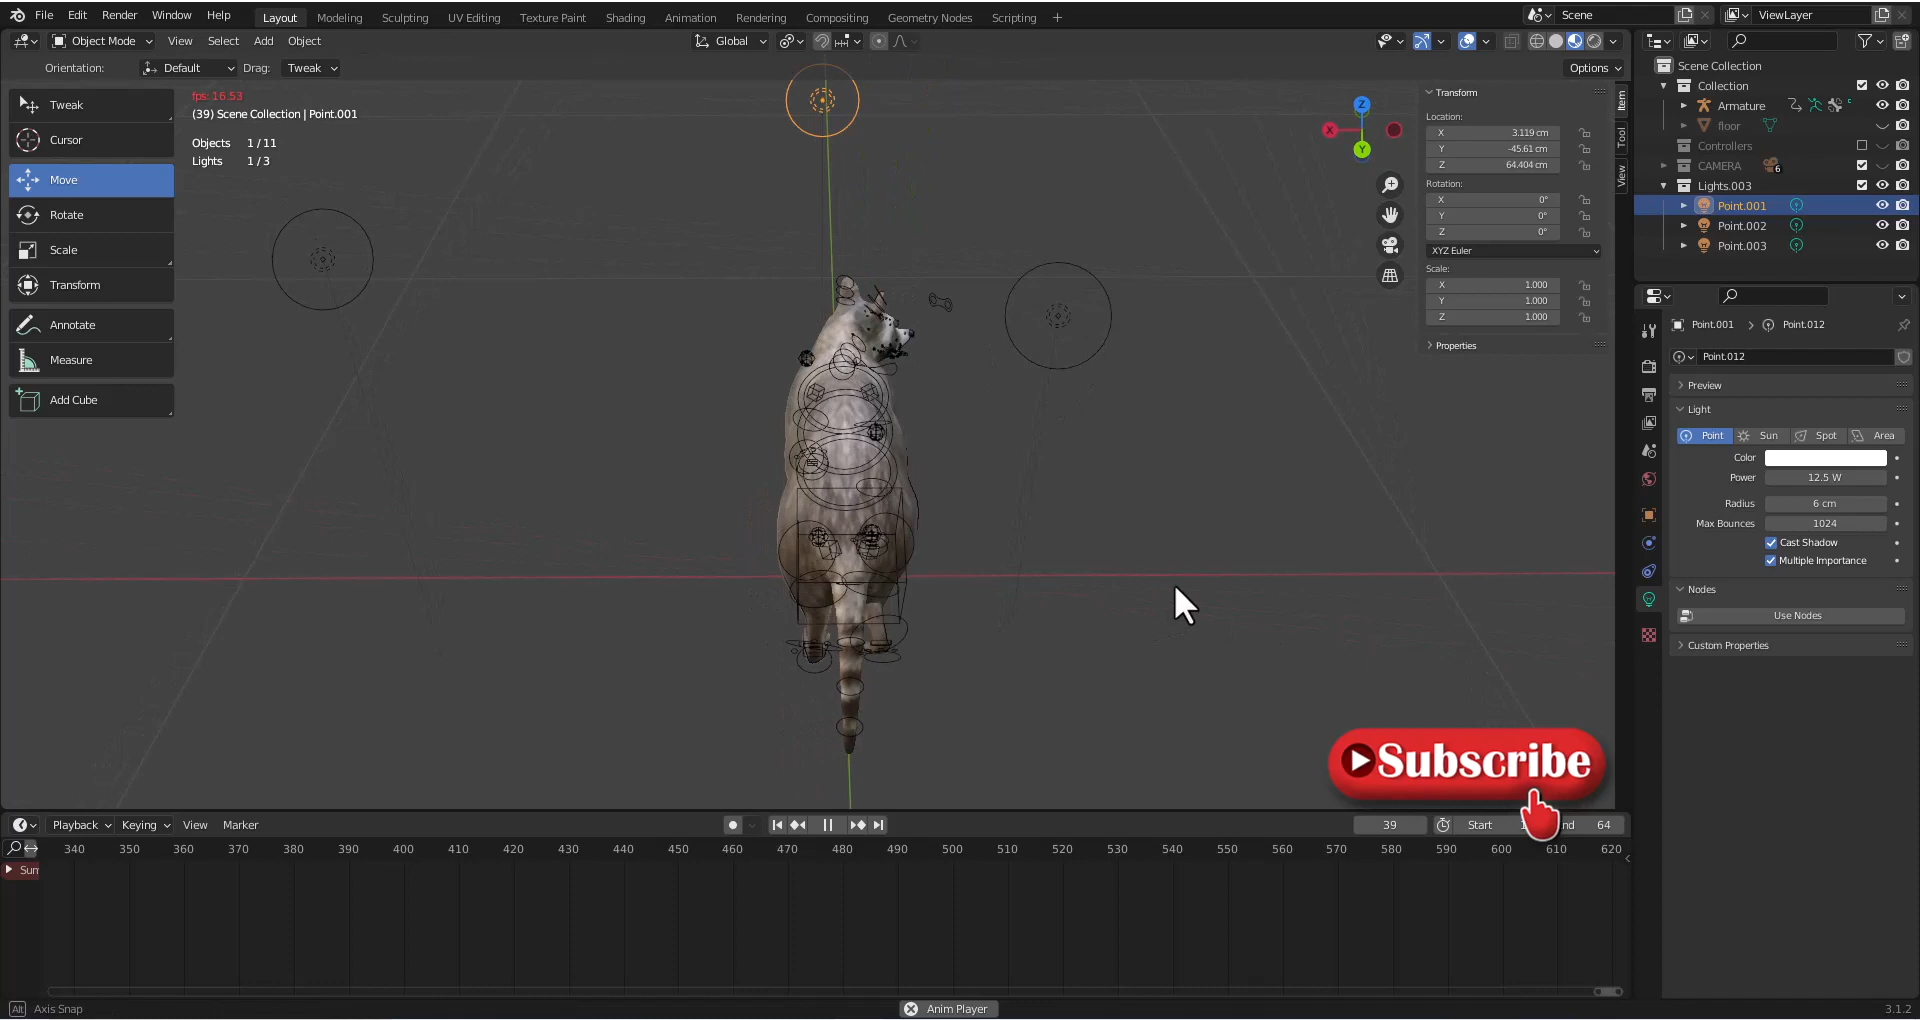 File Edit Render Window Help Layout Modeling Sculpting UV Editing Texture Paint Shading Animation Rendering Compositing Geometry Nodes Scripting + Scene ViewLayer
Object Mode View Select Add Object Global
Orientation: Default Drag: Tweak Options
Tweak
Cursor
Move
Rotate
Scale
Transform
Annotate
Measure
Add Cube
fps: 16.53
(39) Scene Collection | Point.001
Objects 1 / 11
Lights 1 / 3
X
Z
Y
Transform
Location:
X 3.119 cm
Y -45.61 cm
Z 64.404 cm
Rotation:
X 0°
Y 0°
Z 0°
XYZ Euler
Scale:
X 1.000
Y 1.000
Z 1.000
Properties
Item
Tool
View
Scene Collection
Collection
Armature
floor
Controllers
CAMERA 6
Lights.003
Point.001
Point.002
Point.003
Point.001 > Point.012
Point.012
Preview
Light
Point Sun Spot Area
Color
Power 12.5 W
Radius 6 cm
Max Bounces 1024
Cast Shadow
Multiple Importance
Nodes
Use Nodes
Custom Properties
Subscribe
Playback Keying View Marker 39 Start 64
340 350 360 370 380 390 400 410 420 430 440 450 460 470 480 490 500 510 520 530 540 550 560 570 580 590 600 610 620
Sum
Alt Axis Snap Anim Player 3.1.2